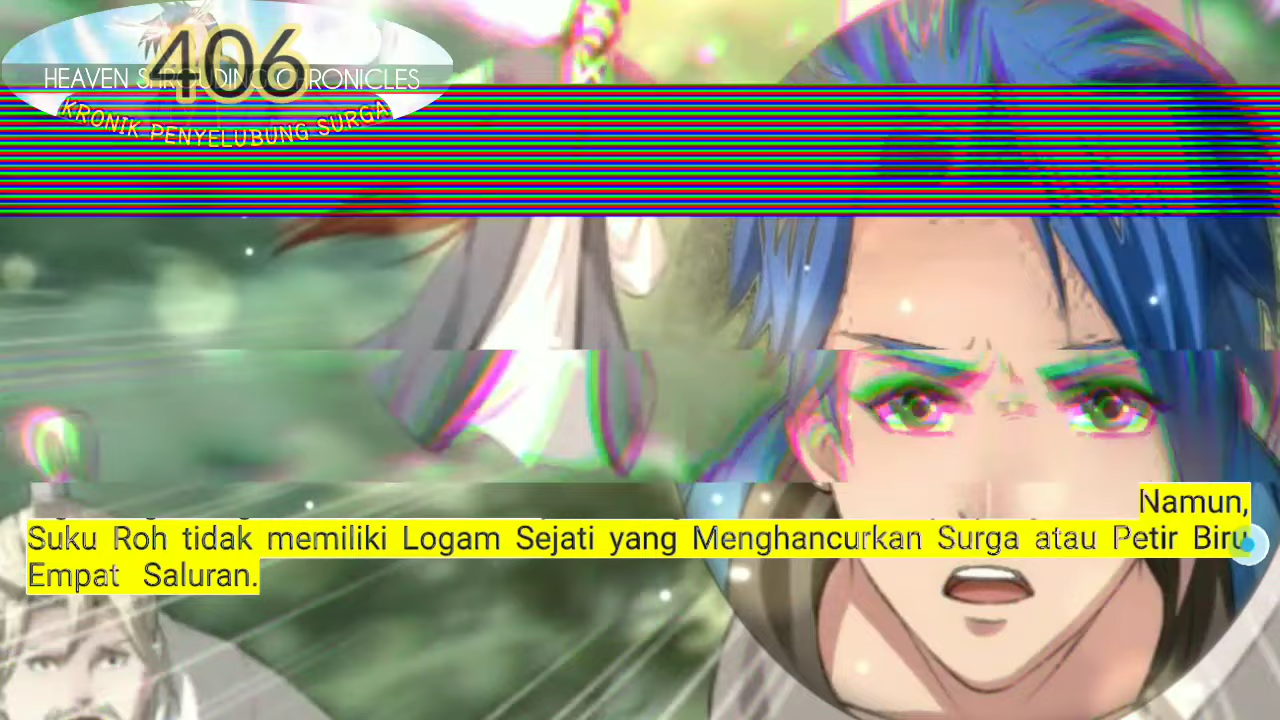 406
HEAVEN SHROUDING CHRONICLES
KRONIK PENYELUBUNG SURGA
Namun,
Suku Roh tidak memiliki Logam Sejati yang Menghancurkan Surga atau Petir Biru
Empat Saluran.